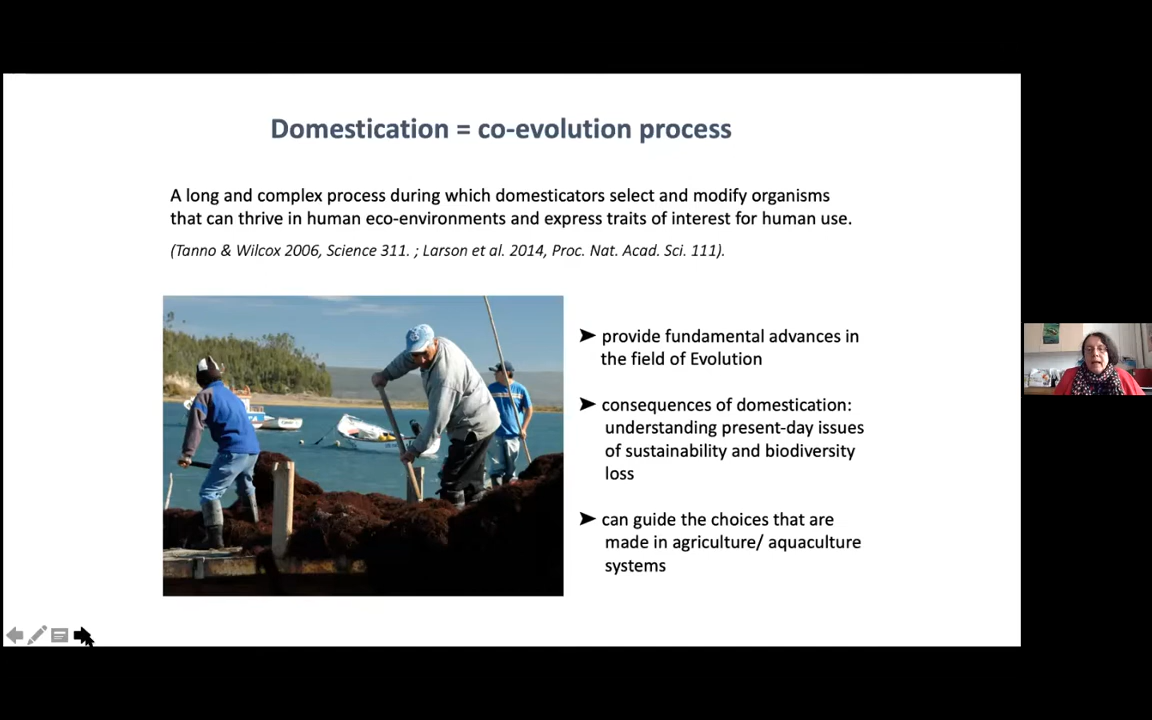 Domestication = co-evolution process
A long and complex process during which domesticators select and modify organisms
that can thrive in human eco-environments and express traits of interest for human use.
(Tanno & Wilcox 2006, Science 311. ; Larson et al. 2014, Proc. Nat. Acad. Sci. 111).
➤ provide fundamental advances in
the field of Evolution
➤ consequences of domestication:
understanding present-day issues
of sustainability and biodiversity
loss
➤ can guide the choices that are
made in agriculture/ aquaculture
systems